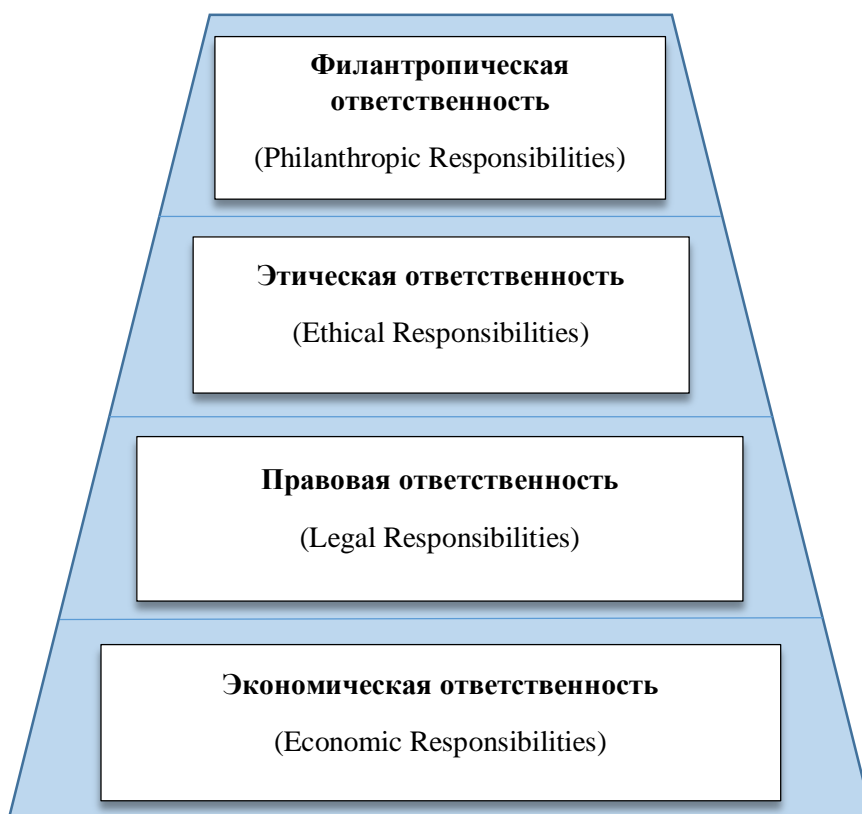 Филантропическая
ответственность
(Philanthropic Responsibilities)
Этическая ответственность
(Ethical Responsibilities)
Правовая ответственность
(Legal Responsibilities)
Экономическая ответственность
(Economic Responsibilities)